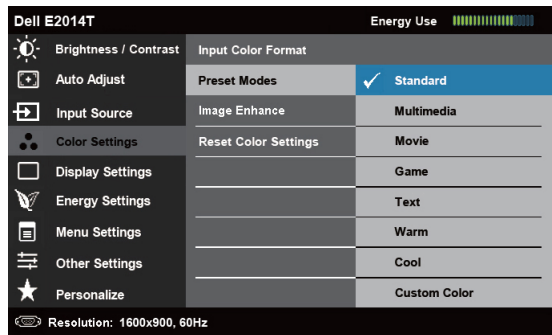 Dell E2014T
Energy Use
Brightness / Contrast
Input Color Format
Auto Adjust
Preset Modes
Standard
Input Source
Image Enhance
Multimedia
Color Settings
Reset Color Settings
Movie
Display Settings
Game
Energy Settings
Text
Menu Settings
Warm
Other Settings
Cool
Personalize
Custom Color
Resolution: 1600x900, 60Hz